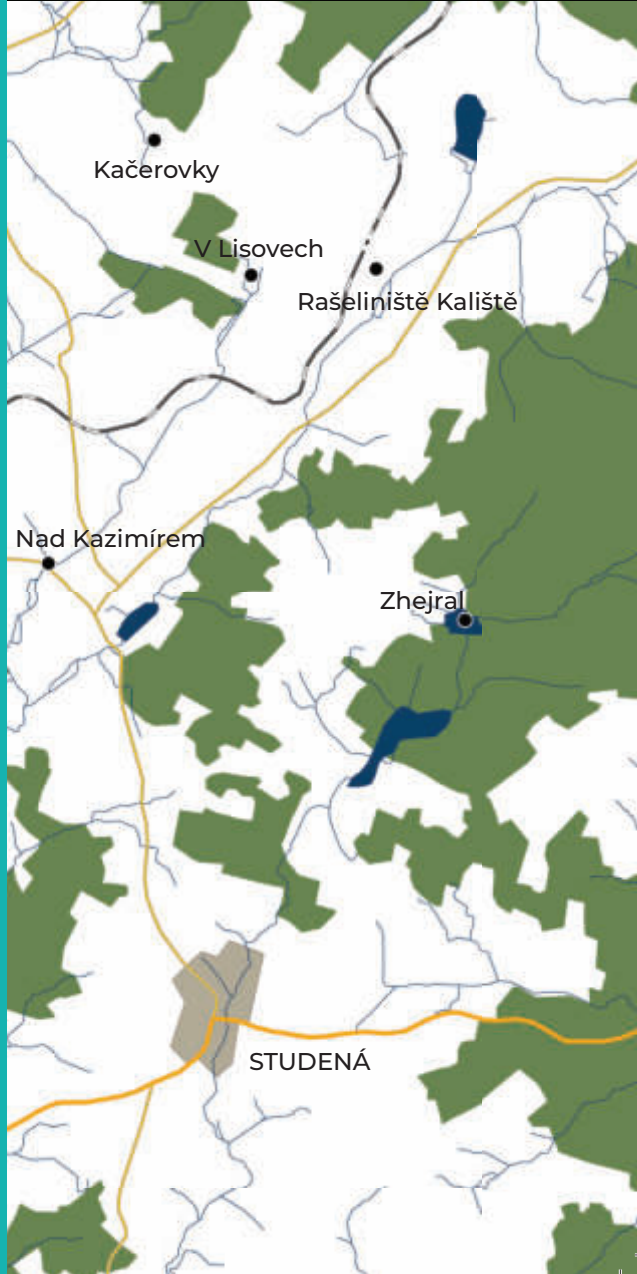 Kačerovky
V Lisovech
Rašeliniště Kaliště
Nad Kazimírem
Zhejral
STUDENÁ